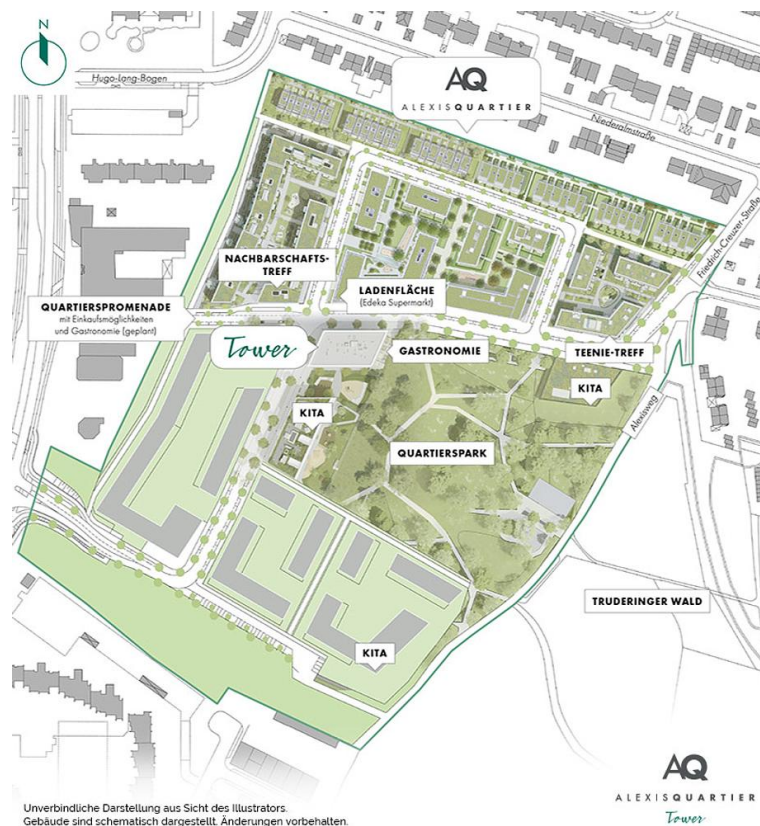 N
Hugo-Lang-Bogen
AQ
ALEXISQUARTIER
Niederalmstraße
Friedrich-Creuzer-Straße
NACHBARSCHAFTS-
TREFF
LADENFLÄCHE
(Edeka Supermarkt)
QUARTIERSPROMENADE
mit Einkaufsmöglichkeiten
und Gastronomie (geplant)
Tower
GASTRONOMIE
TEENIE-TREFF
KITA
KITA
Alexisweg
QUARTIERSPARK
TRUDERINGER WALD
KITA
AQ
ALEXISQUARTIER
Tower
Unverbindliche Darstellung aus Sicht des Illustrators.
Gebäude sind schematisch dargestellt. Änderungen vorbehalten.